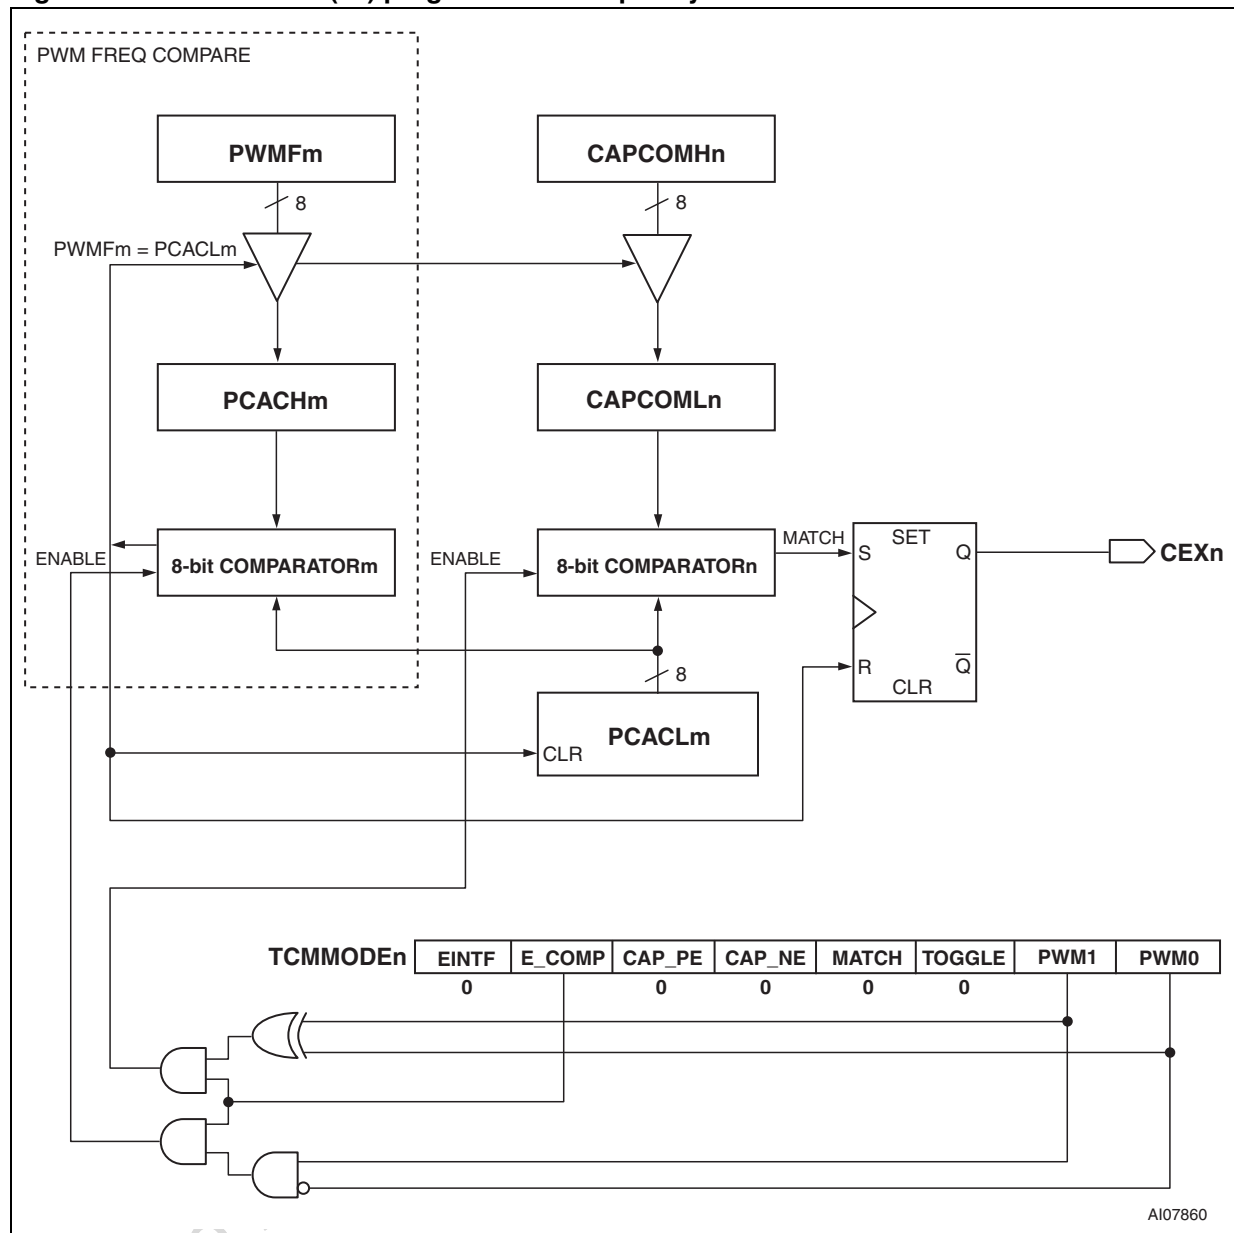 PWM FREQ COMPARE
PWMFm
CAPCOMHn
8
8
PWMFm = PCACLm
PCACHm
CAPCOMLn
ENABLE
8-bit COMPARATORm
ENABLE
8-bit COMPARATORn
MATCH
SET
S
Q
CEXn
R
Q
CLR
8
PCACLm
CLR
TCMMODEn
EINTF E_COMP CAP_PE CAP_NE MATCH TOGGLE PWM1 PWM0
0 0 0 0 0
AI07860